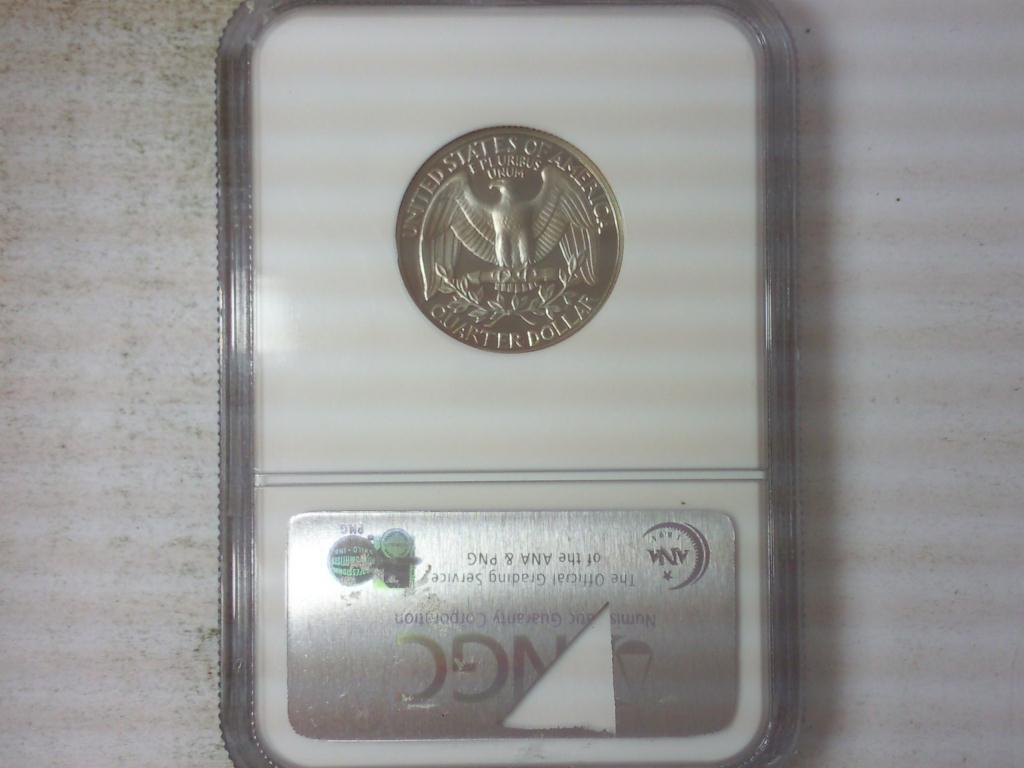 UNITED STATES OF AMERICA
E PLURIBUS
UNUM
QUARTER DOLLAR
NGC
Corporation
Guaranty
The Official Grading Service
of the ANA & PNG
ANA
PNG